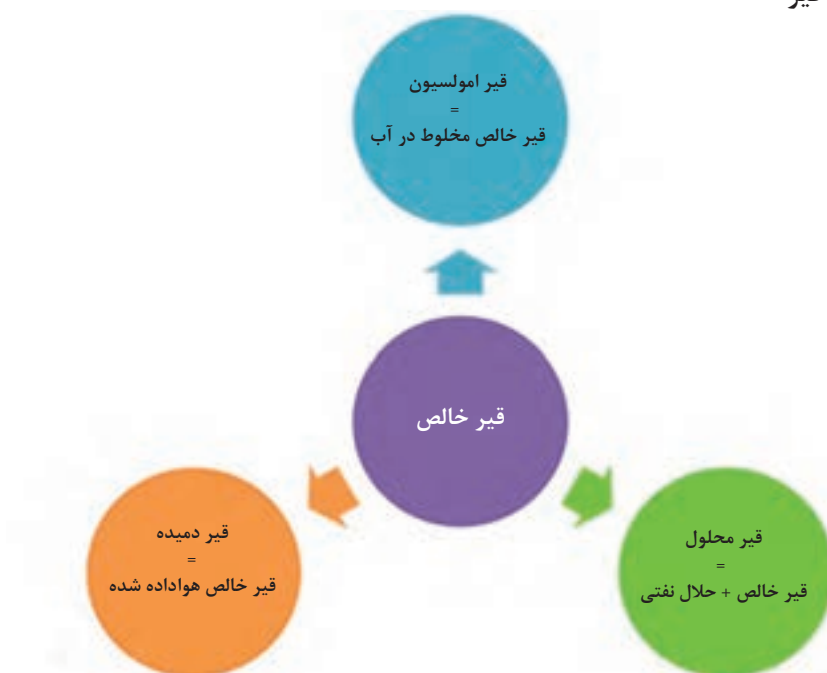 قیر امولسیون
=
قیر خالص مخلوط در آب
قیر خالص
قیر محلول
=
قیر خالص + حلال نفتی
قیر دمیده
=
قیر خالص هواداده شده